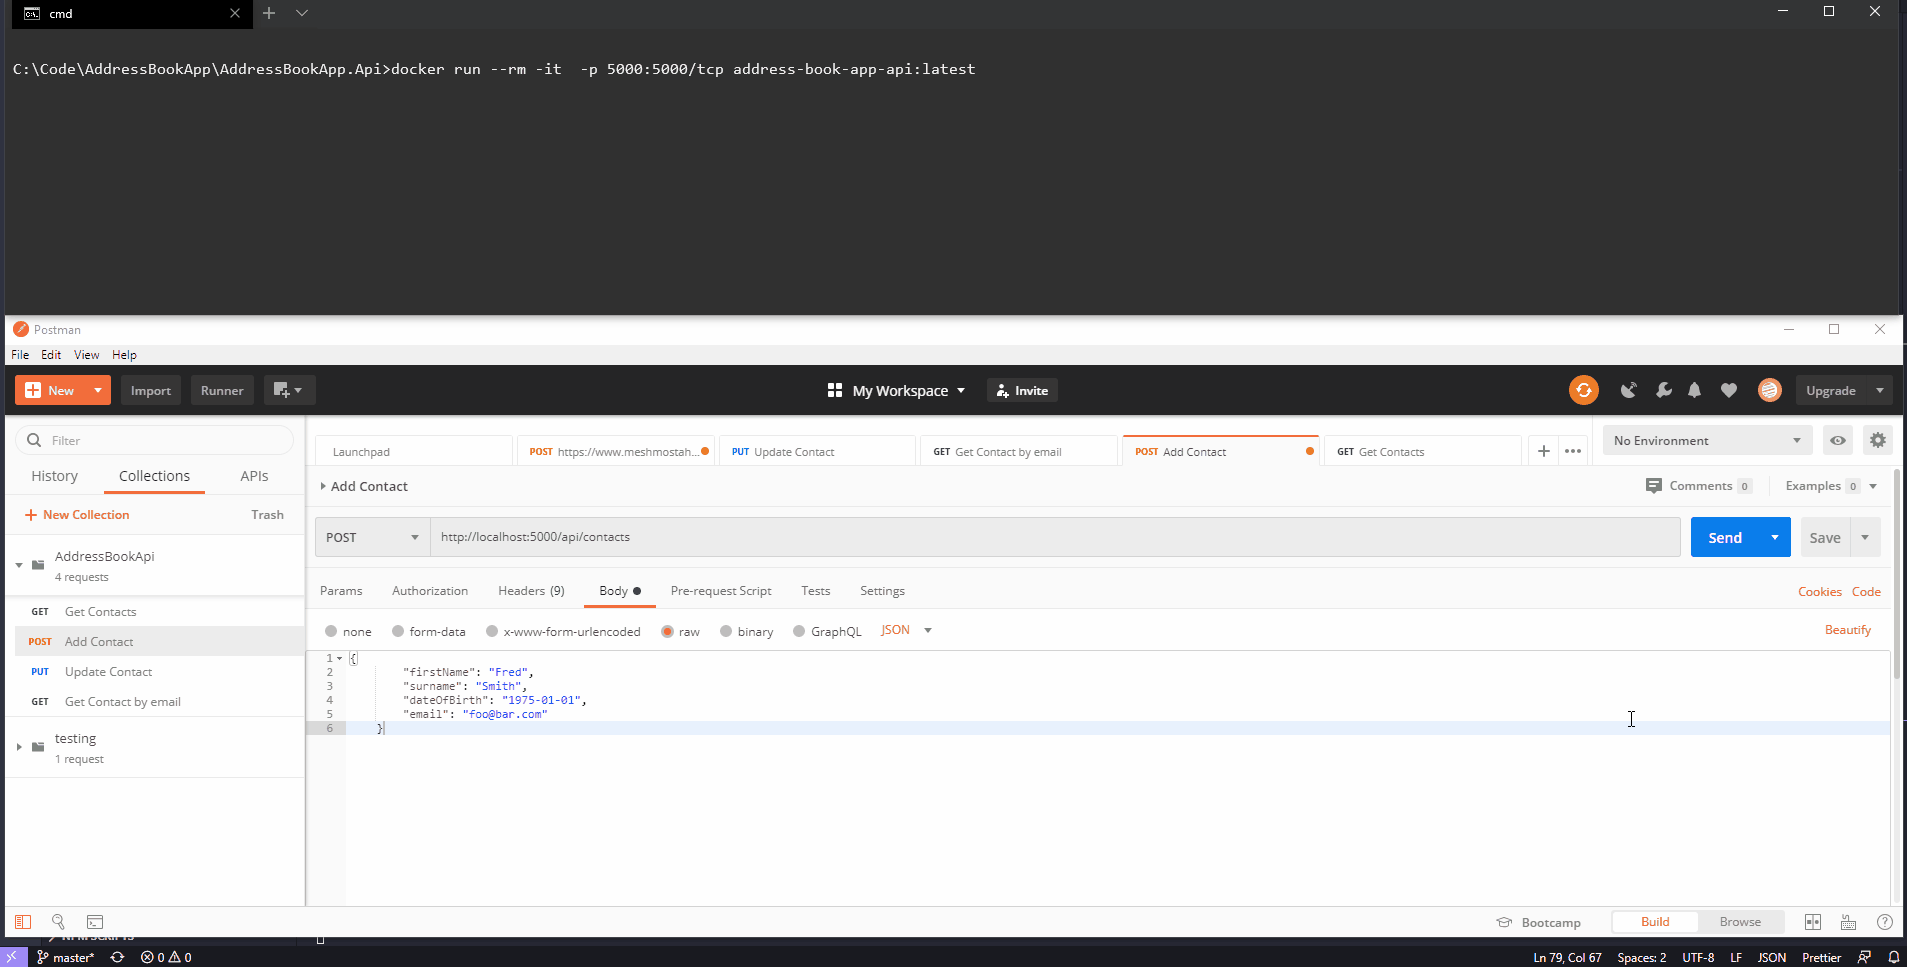 cmd
C:\Code\AddressBookApp\AddressBookApp.Api>docker run --rm -it  -p 5000:5000/tcp address-book-app-api:latest
Postman
File Edit View Help
New Import Runner My Workspace Invite Upgrade
Filter
History Collections APIs
New Collection Trash
AddressBookApi
4 requests
GET Get Contacts
POST Add Contact
PUT Update Contact
GET Get Contact by email
testing
1 request
Launchpad POST https://www.meshmostah... PUT Update Contact GET Get Contact by email POST Add Contact GET Get Contacts
No Environment
Add Contact Comments 0 Examples 0
POST http://localhost:5000/api/contacts Send Save
Params Authorization Headers (9) Body Pre-request Script Tests Settings Cookies Code
none form-data x-www-form-urlencoded raw binary GraphQL JSON Beautify
1 {
2 "firstName": "Fred",
3 "surname": "Smith",
4 "dateOfBirth": "1975-01-01",
5 "email": "foo@bar.com"
6 }
Bootcamp Build Browse
master* 0 0 Ln 79, Col 67 Spaces: 2 UTF-8 LF JSON Prettier